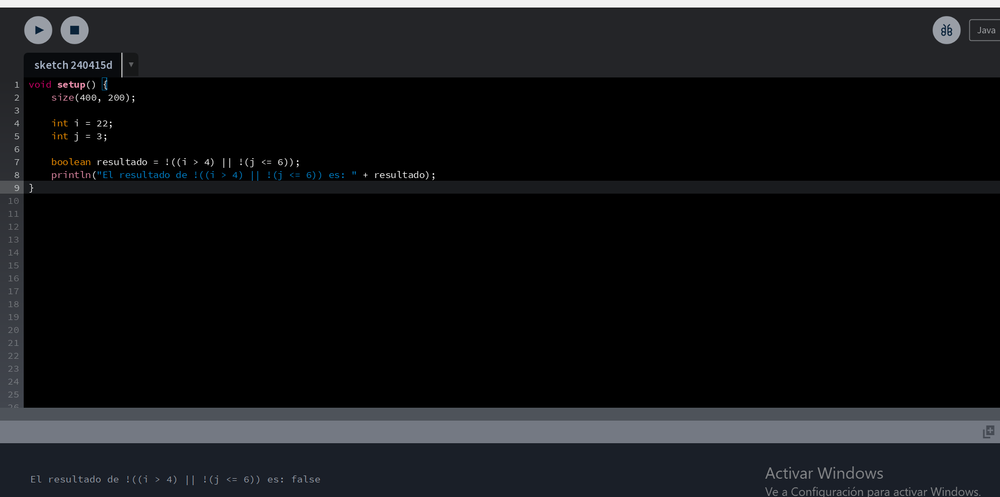 Java
sketch 240415d
1 void setup() {
2     size(400, 200);
3
4     int i = 22;
5     int j = 3;
6
7     boolean resultado = !((i > 4) || !(j <= 6));
8     println("El resultado de !((i > 4) || !(j <= 6)) es: " + resultado);
9 }
10
11
12
13
14
15
16
17
18
19
20
21
22
23
24
25
26
El resultado de !((i > 4) || !(j <= 6)) es: false
Activar Windows
Ve a Configuración para activar Windows.